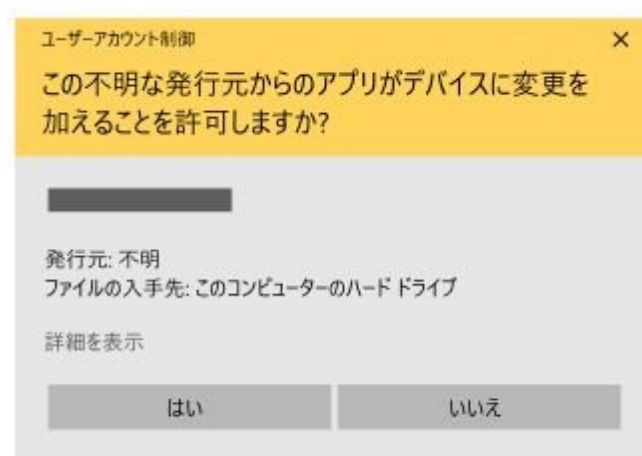 ユーザーアカウント制御
この不明な発行元からのアプリがデバイスに変更を
加えることを許可しますか?
発行元: 不明
ファイルの入手先: このコンピューターのハード ドライブ
詳細を表示
はい いいえ